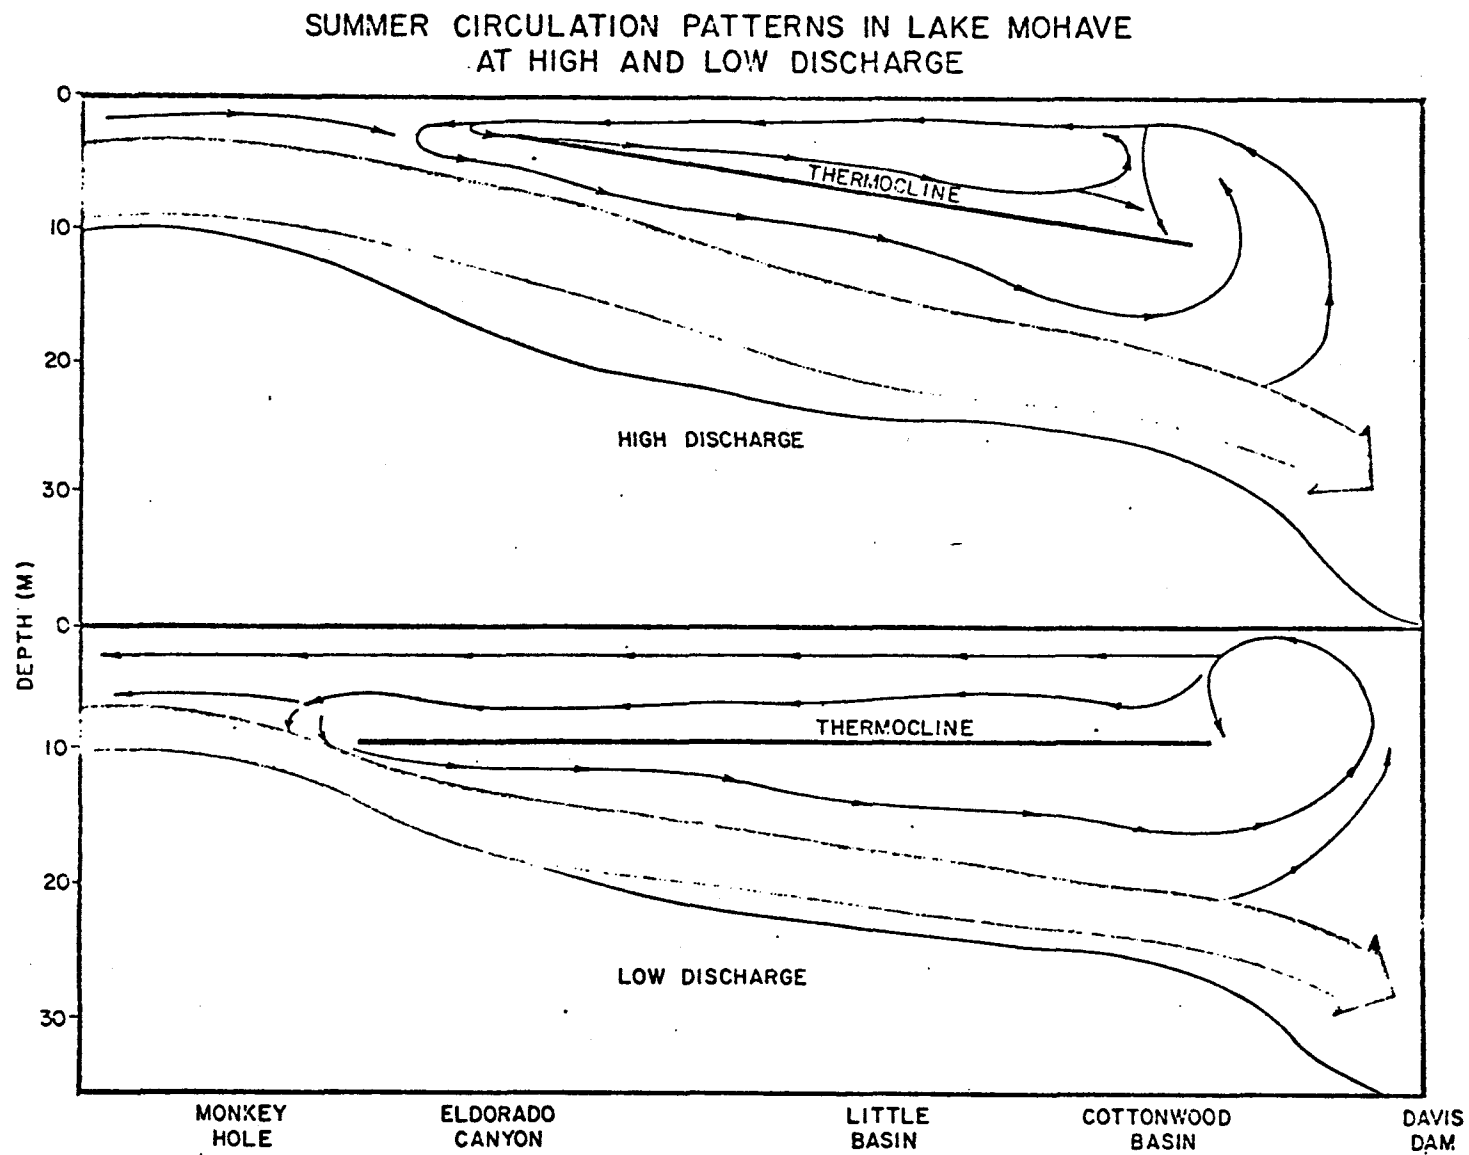 SUMMER CIRCULATION PATTERNS IN LAKE MOHAVE
AT HIGH AND LOW DISCHARGE
0
THERMOCLINE
10
20
HIGH DISCHARGE
30
DEPTH (M)
0
THERMOCLINE
10
20
LOW DISCHARGE
30
MONKEY HOLE
ELDORADO CANYON
LITTLE BASIN
COTTONWOOD BASIN
DAVIS DAM